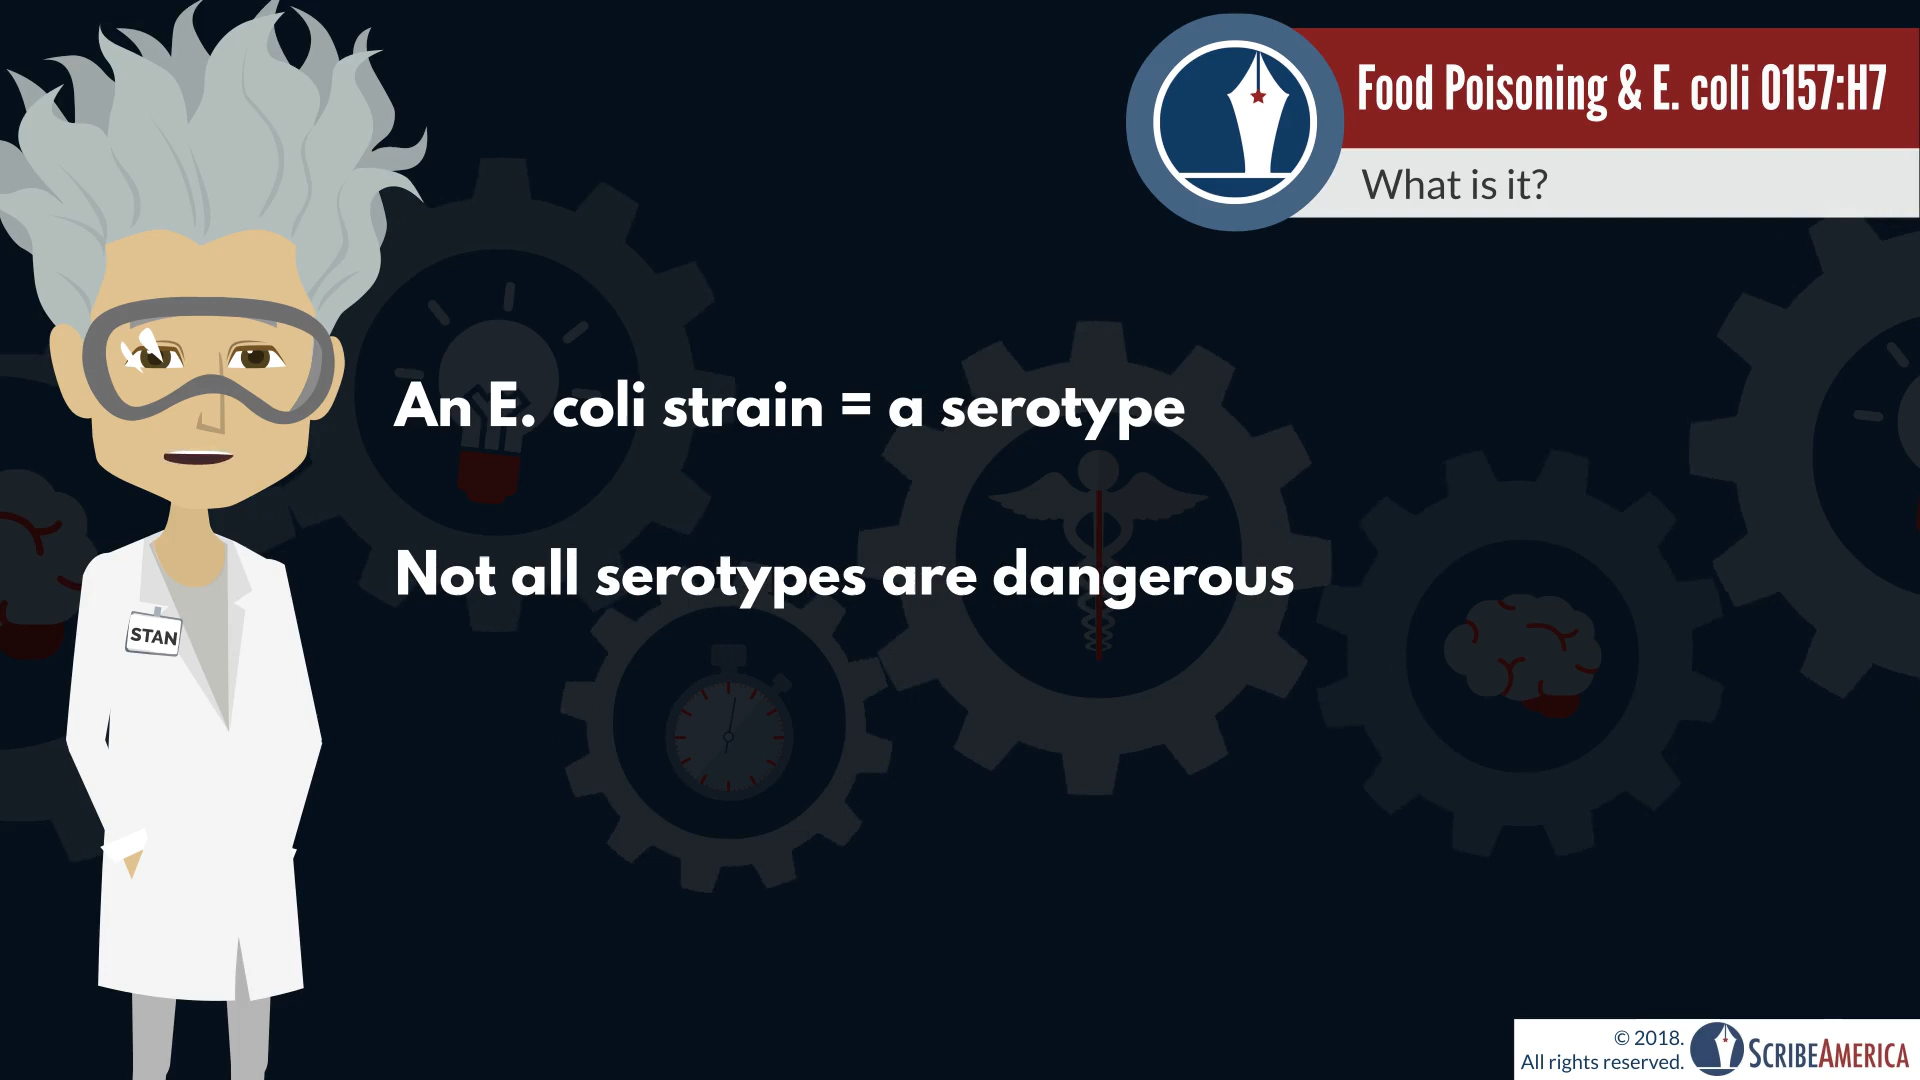 Food Poisoning & E. coli O157:H7
What is it?
An E. coli strain = a serotype
Not all serotypes are dangerous
STAN
© 2018.
All rights reserved.
SCRIBEAMERICA